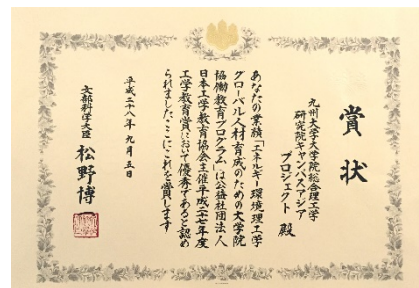 賞状
九州大学大学院総合理工学
研究院キャンパスアジア
プロジェクト 殿
あなたの業績「エネルギー環境理工学
グローバル人材育成のための大学院
協働教育プログラム」は公益社団法人
日本工学教育協会主催平成二十七年度
工学教育賞において優秀であると認め
られました ここにこれを賞します
平成二十八年九月五日
文部科学大臣 松野博一